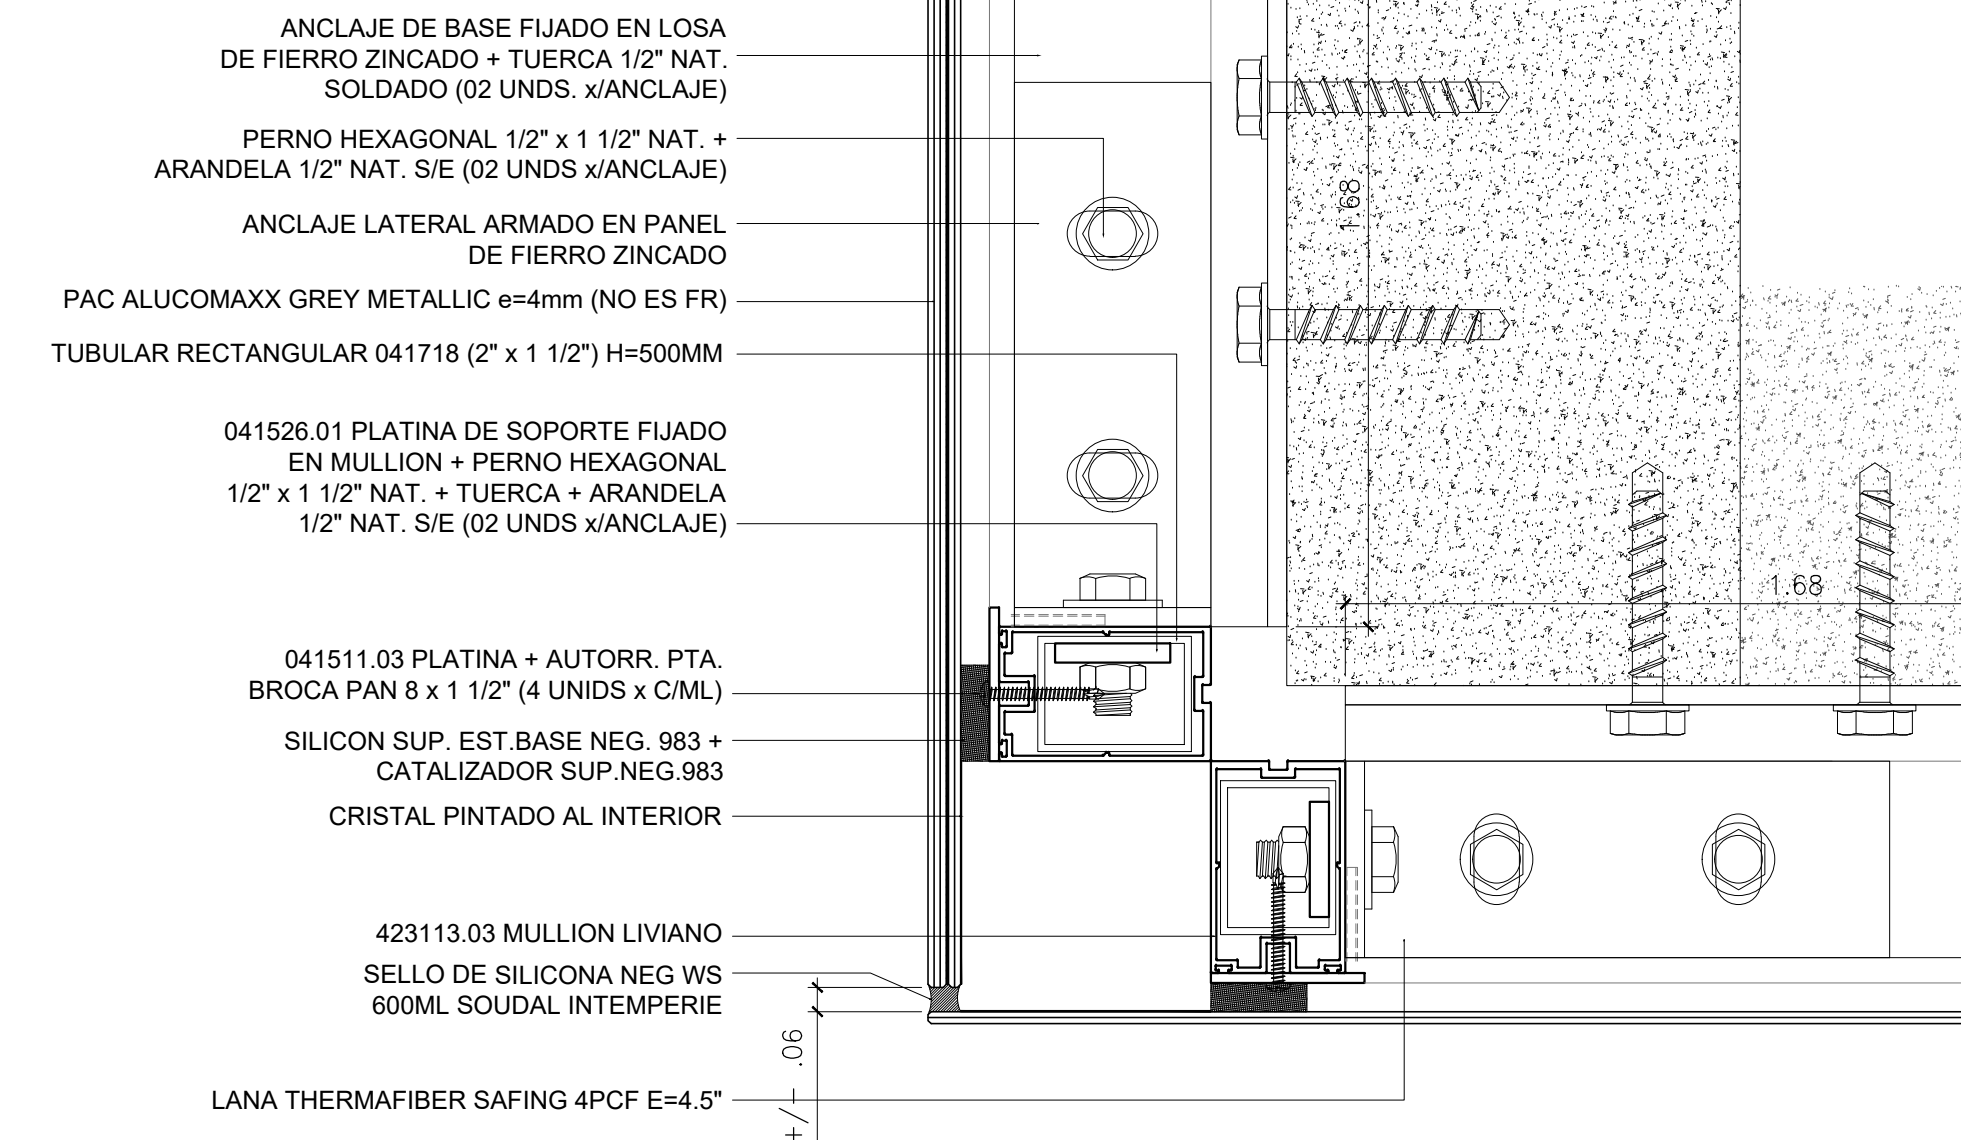 ANCLAJE DE BASE FIJADO EN LOSA
DE FIERRO ZINCADO + TUERCA 1/2" NAT.
SOLDADO (02 UNDS. x/ANCLAJE)
PERNO HEXAGONAL 1/2" x 1 1/2" NAT. +
ARANDELA 1/2" NAT. S/E (02 UNDS x/ANCLAJE)
ANCLAJE LATERAL ARMADO EN PANEL
DE FIERRO ZINCADO
PAC ALUCOMAXX GREY METALLIC e=4mm (NO ES FR)
TUBULAR RECTANGULAR 041718 (2" x 1 1/2") H=500MM
041526.01 PLATINA DE SOPORTE FIJADO
EN MULLION + PERNO HEXAGONAL
1/2" x 1 1/2" NAT. + TUERCA + ARANDELA
1/2" NAT. S/E (02 UNDS x/ANCLAJE)
041511.03 PLATINA + AUTORR. PTA.
BROCA PAN 8 x 1 1/2" (4 UNIDS x C/ML)
SILICON SUP. EST.BASE NEG. 983 +
CATALIZADOR SUP.NEG.983
CRISTAL PINTADO AL INTERIOR
423113.03 MULLION LIVIANO
SELLO DE SILICONA NEG WS
600ML SOUDAL INTEMPERIE
LANA THERMAFIBER SAFING 4PCF E=4.5"
1.68
1.68
+/- .06